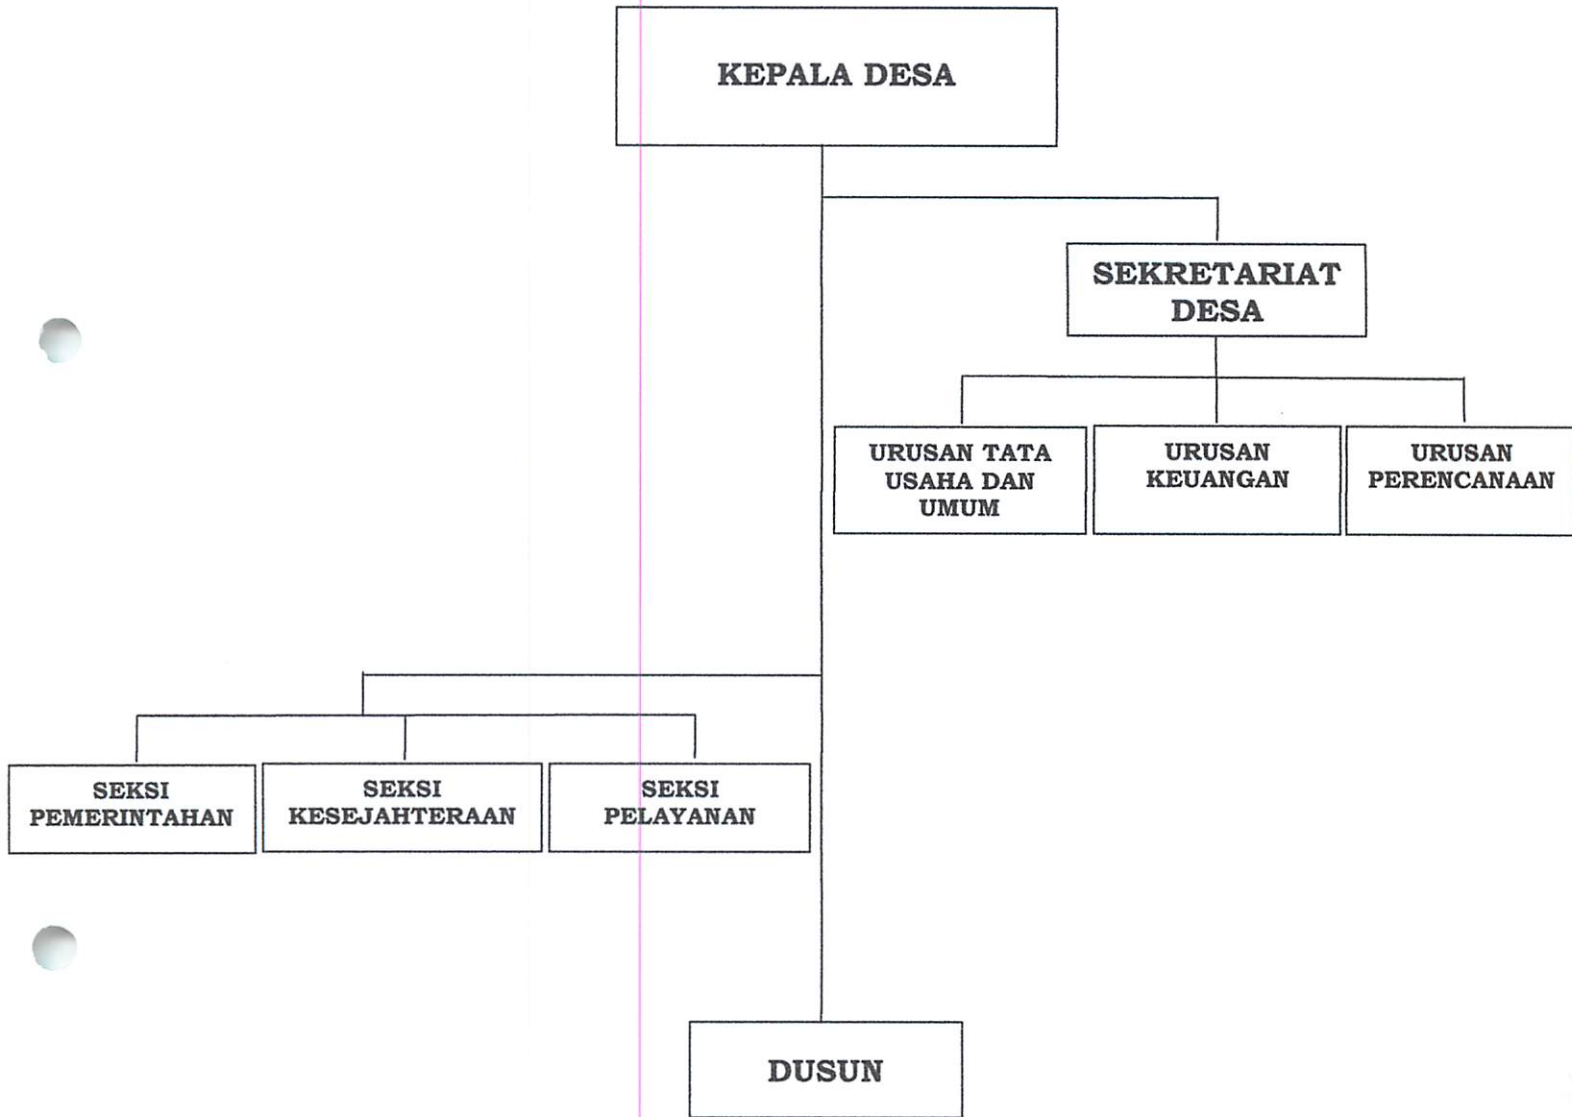 KEPALA DESA
SEKRETARIAT
DESA
URUSAN TATA
USAHA DAN
UMUM
URUSAN
KEUANGAN
URUSAN
PERENCANAAN
SEKSI
PEMERINTAHAN
SEKSI
KESEJAHTERAAN
SEKSI
PELAYANAN
DUSUN